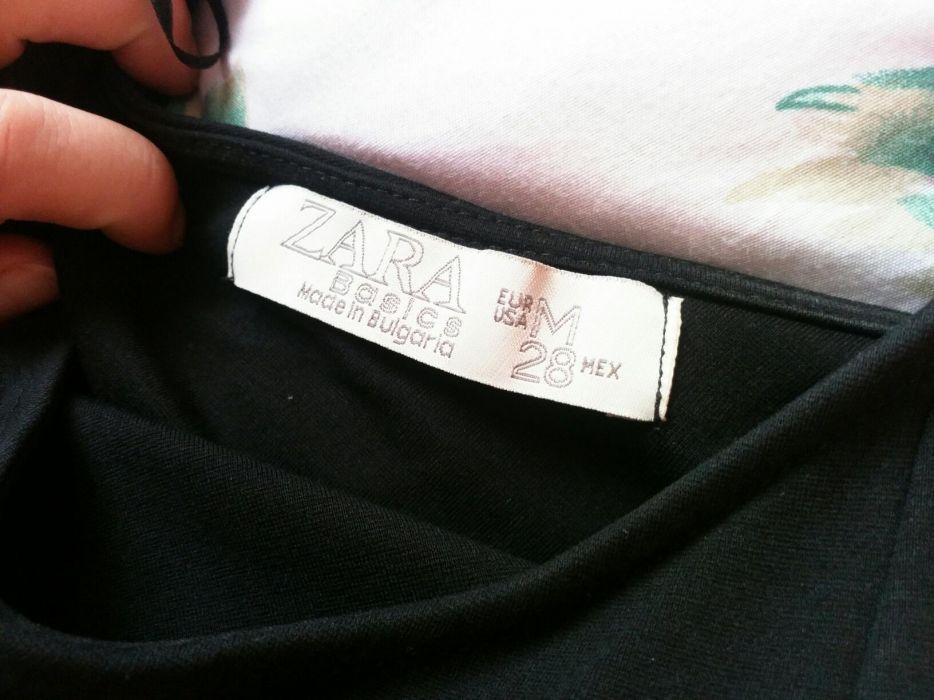 ZARA
Basics
Made in Bulgaria
EUR
USA M
28 MEX